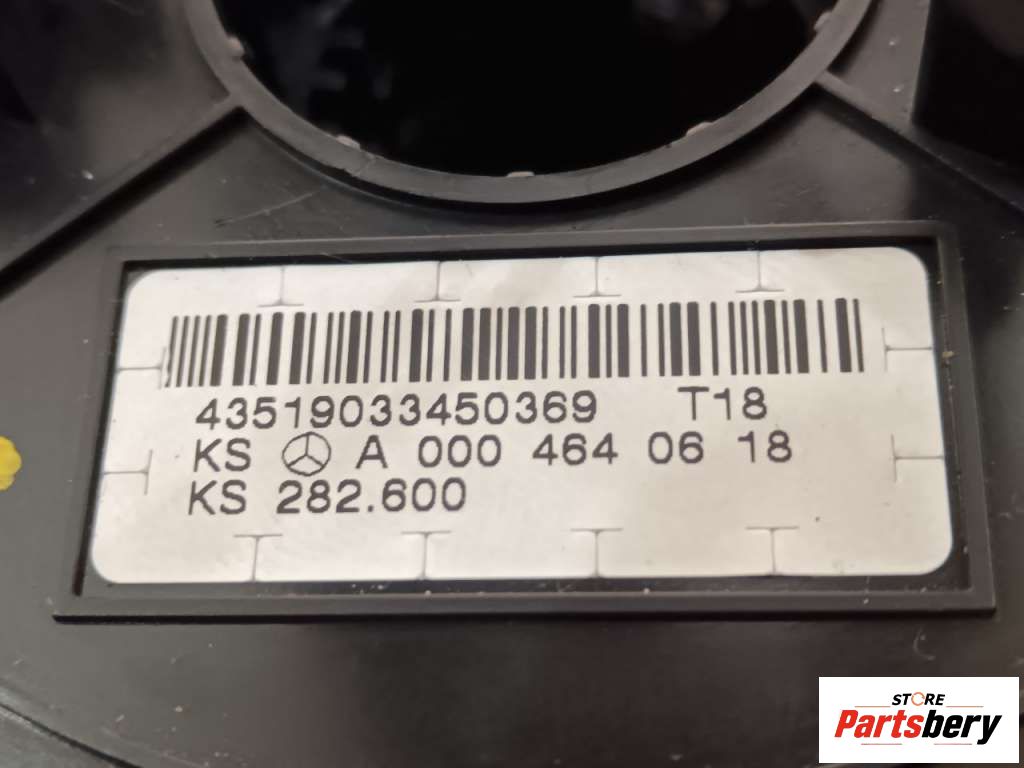 43519033450369 T18
KS A 000 464 06 18
KS 282.600
STORE
Partsbery